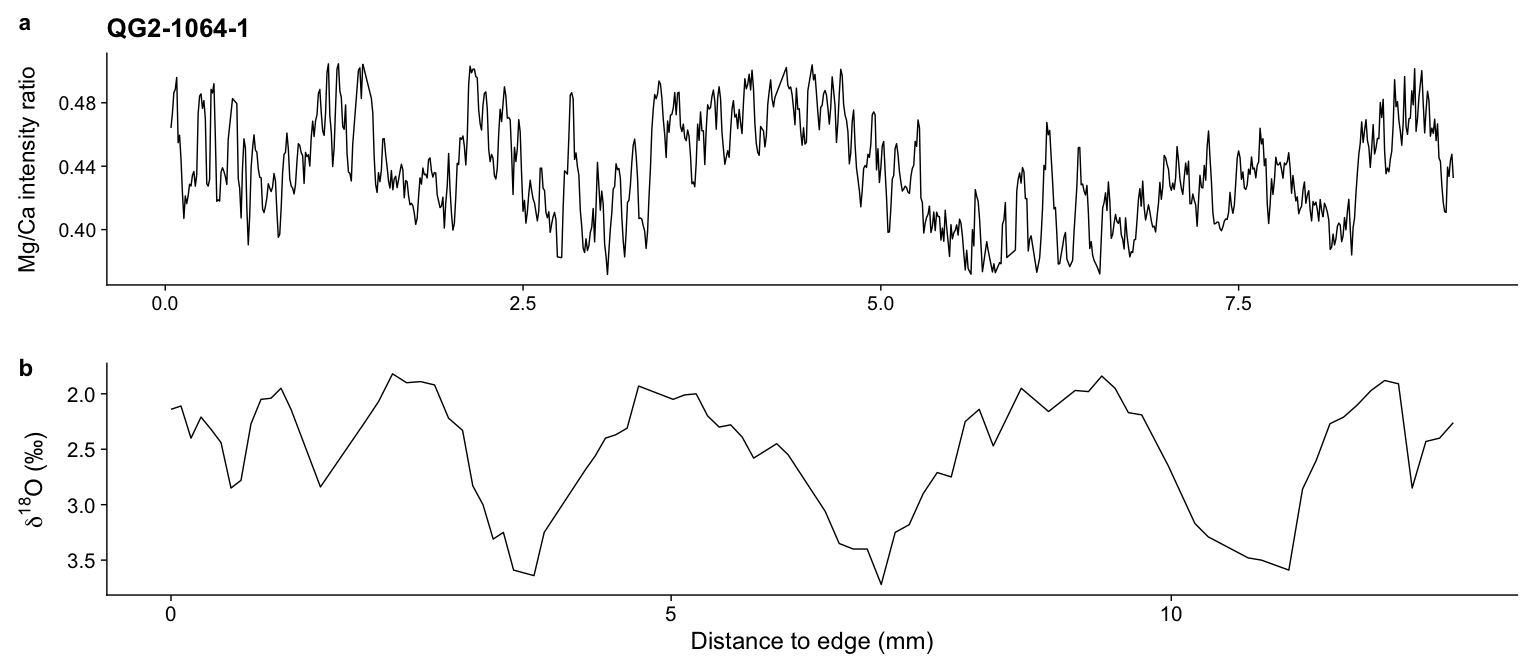 a
QG2-1064-1
Mg/Ca intensity ratio
0.48
0.44
0.40
0.0 2.5 5.0 7.5
b
δ18O (‰)
2.0
2.5
3.0
3.5
0 5 10
Distance to edge (mm)